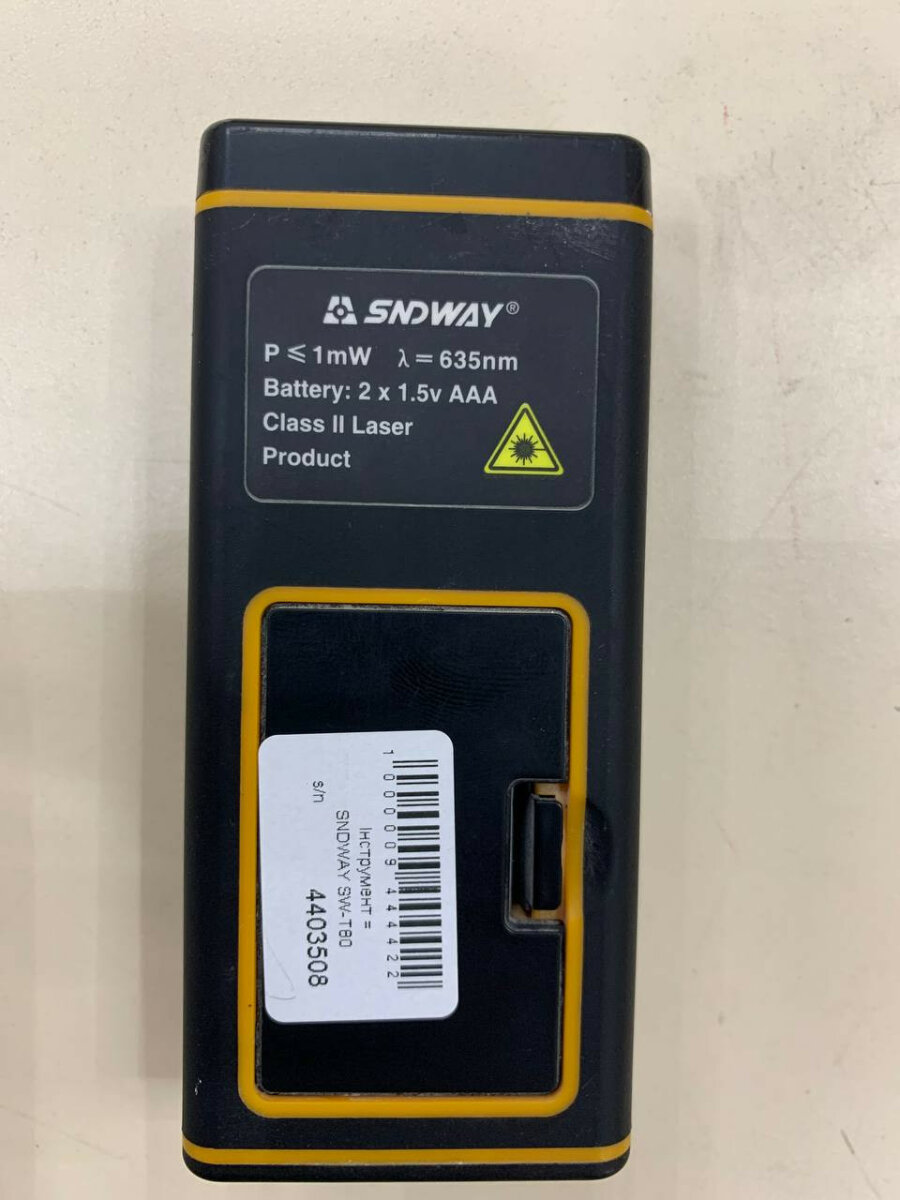 SNDWAY®
P ≤ 1mW λ = 635nm
Battery: 2 x 1.5v AAA
Class II Laser
Product
1000009444422
Інструмент =
SNDWAY SW-T80
s/n
4403508